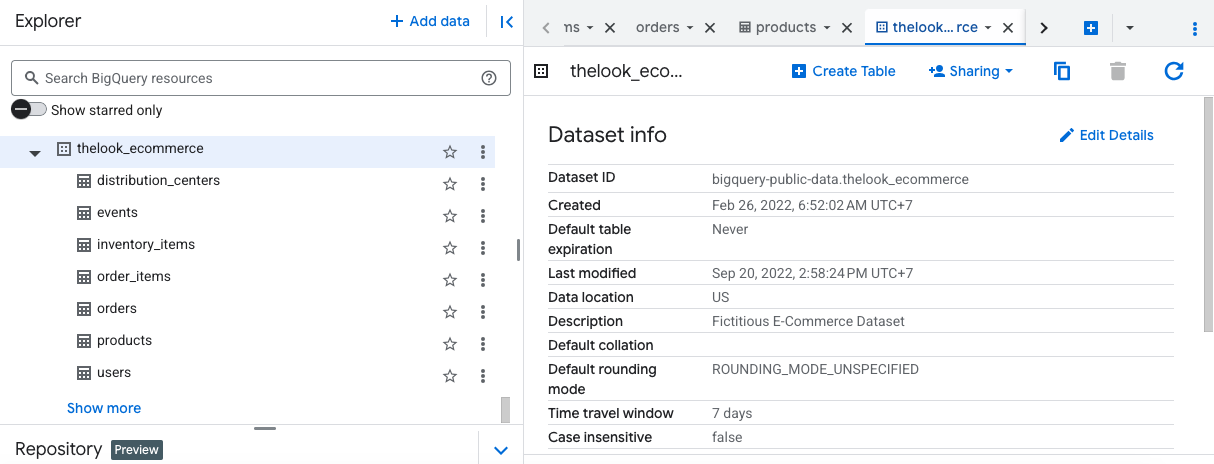 Explorer
+ Add data
Search BigQuery resources
Show starred only
thelook_ecommerce
distribution_centers
events
inventory_items
order_items
orders
products
users
Show more
Repository Preview
ms
orders
products
thelook... rce
thelook_eco...
Create Table
Sharing
Dataset info
Edit Details
Dataset ID bigquery-public-data.thelook_ecommerce
Created Feb 26, 2022, 6:52:02 AM UTC+7
Default table Never
expiration
Last modified Sep 20, 2022, 2:58:24 PM UTC+7
Data location US
Description Fictitious E-Commerce Dataset
Default collation
Default rounding ROUNDING_MODE_UNSPECIFIED
mode
Time travel window 7 days
Case insensitive false